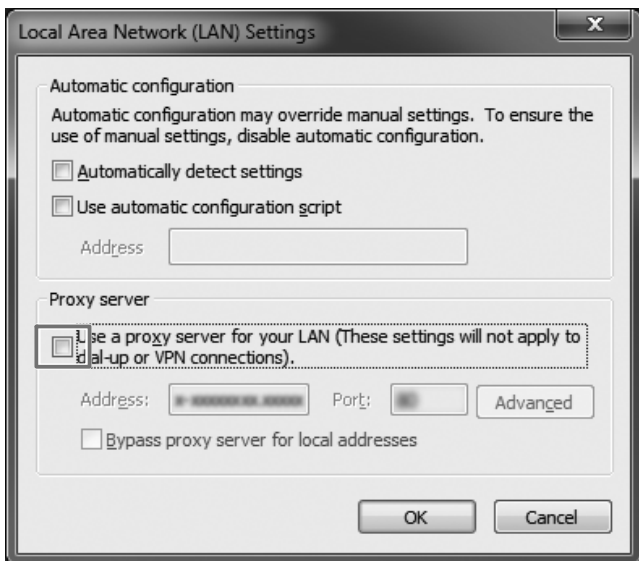 Local Area Network (LAN) Settings
X
Automatic configuration
Automatic configuration may override manual settings. To ensure the
use of manual settings, disable automatic configuration.
Automatically detect settings
Use automatic configuration script
Address
Proxy server
Use a proxy server for your LAN (These settings will not apply to
dial-up or VPN connections).
Address: Port: Advanced
Bypass proxy server for local addresses
OK Cancel